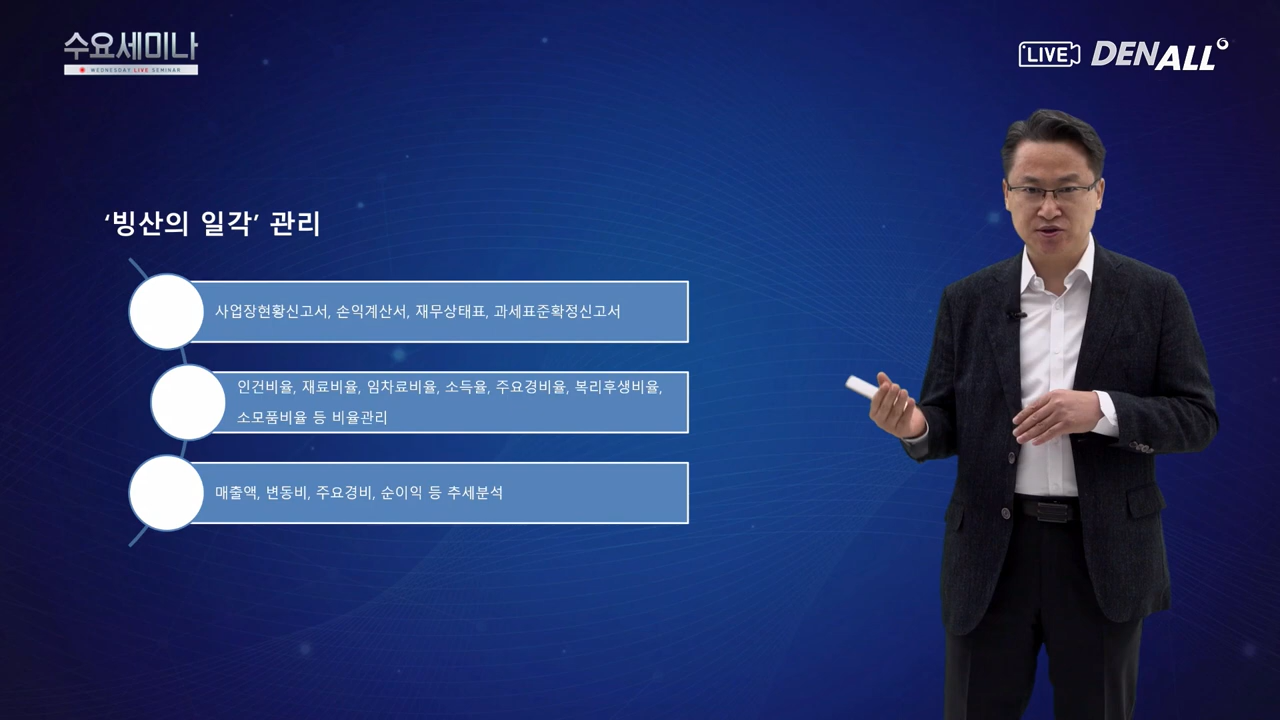 수요세미나
WEDNESDAY LIVE SEMINAR
LIVE DENALL
‘빙산의 일각’ 관리
사업장현황신고서, 손익계산서, 재무상태표, 과세표준확정신고서
인건비율, 재료비율, 임차료비율, 소득율, 주요경비율, 복리후생비율,
소모품비율 등 비율관리
매출액, 변동비, 주요경비, 순이익 등 추세분석